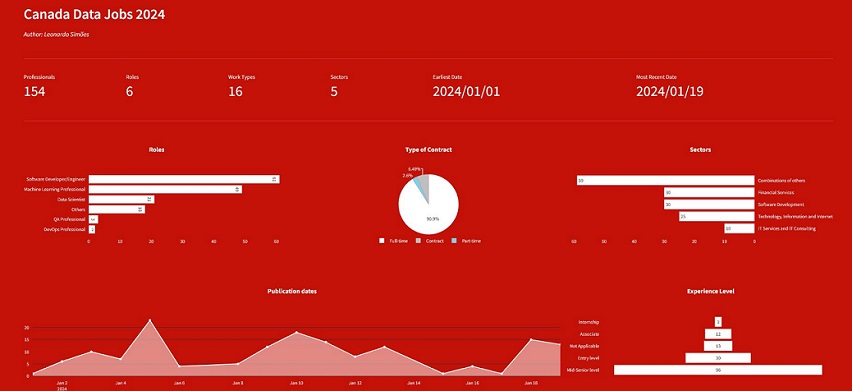 Canada Data Jobs 2024
Author: Leonardo Simões
Professionals Roles Work Types Sectors Earliest Date Most Recent Date
154 6 16 5 2024/01/01 2024/01/19
Roles
Software Developer/Engineer
Machine Learning Professional
Data Scientist
Others
QA Professional
DevOps Professional
0 10 20 30 40 50 60
Type of Contract
6.49%
2.6%
90.9%
Full-time Contract Part-time
Sectors
59 Combinations of others
30 Financial Services
30 Software Development
25 Technology, Information and Internet
10 IT Services and IT Consulting
60 50 40 30 20 10 0
Publication dates
20
15
10
5
0
Jan 2 Jan 4 Jan 6 Jan 8 Jan 10 Jan 12 Jan 14 Jan 16 Jan 18
2024
Experience Level
Internship 3
Associate 12
Not Applicable 13
Entry level 30
Mid-Senior level 96